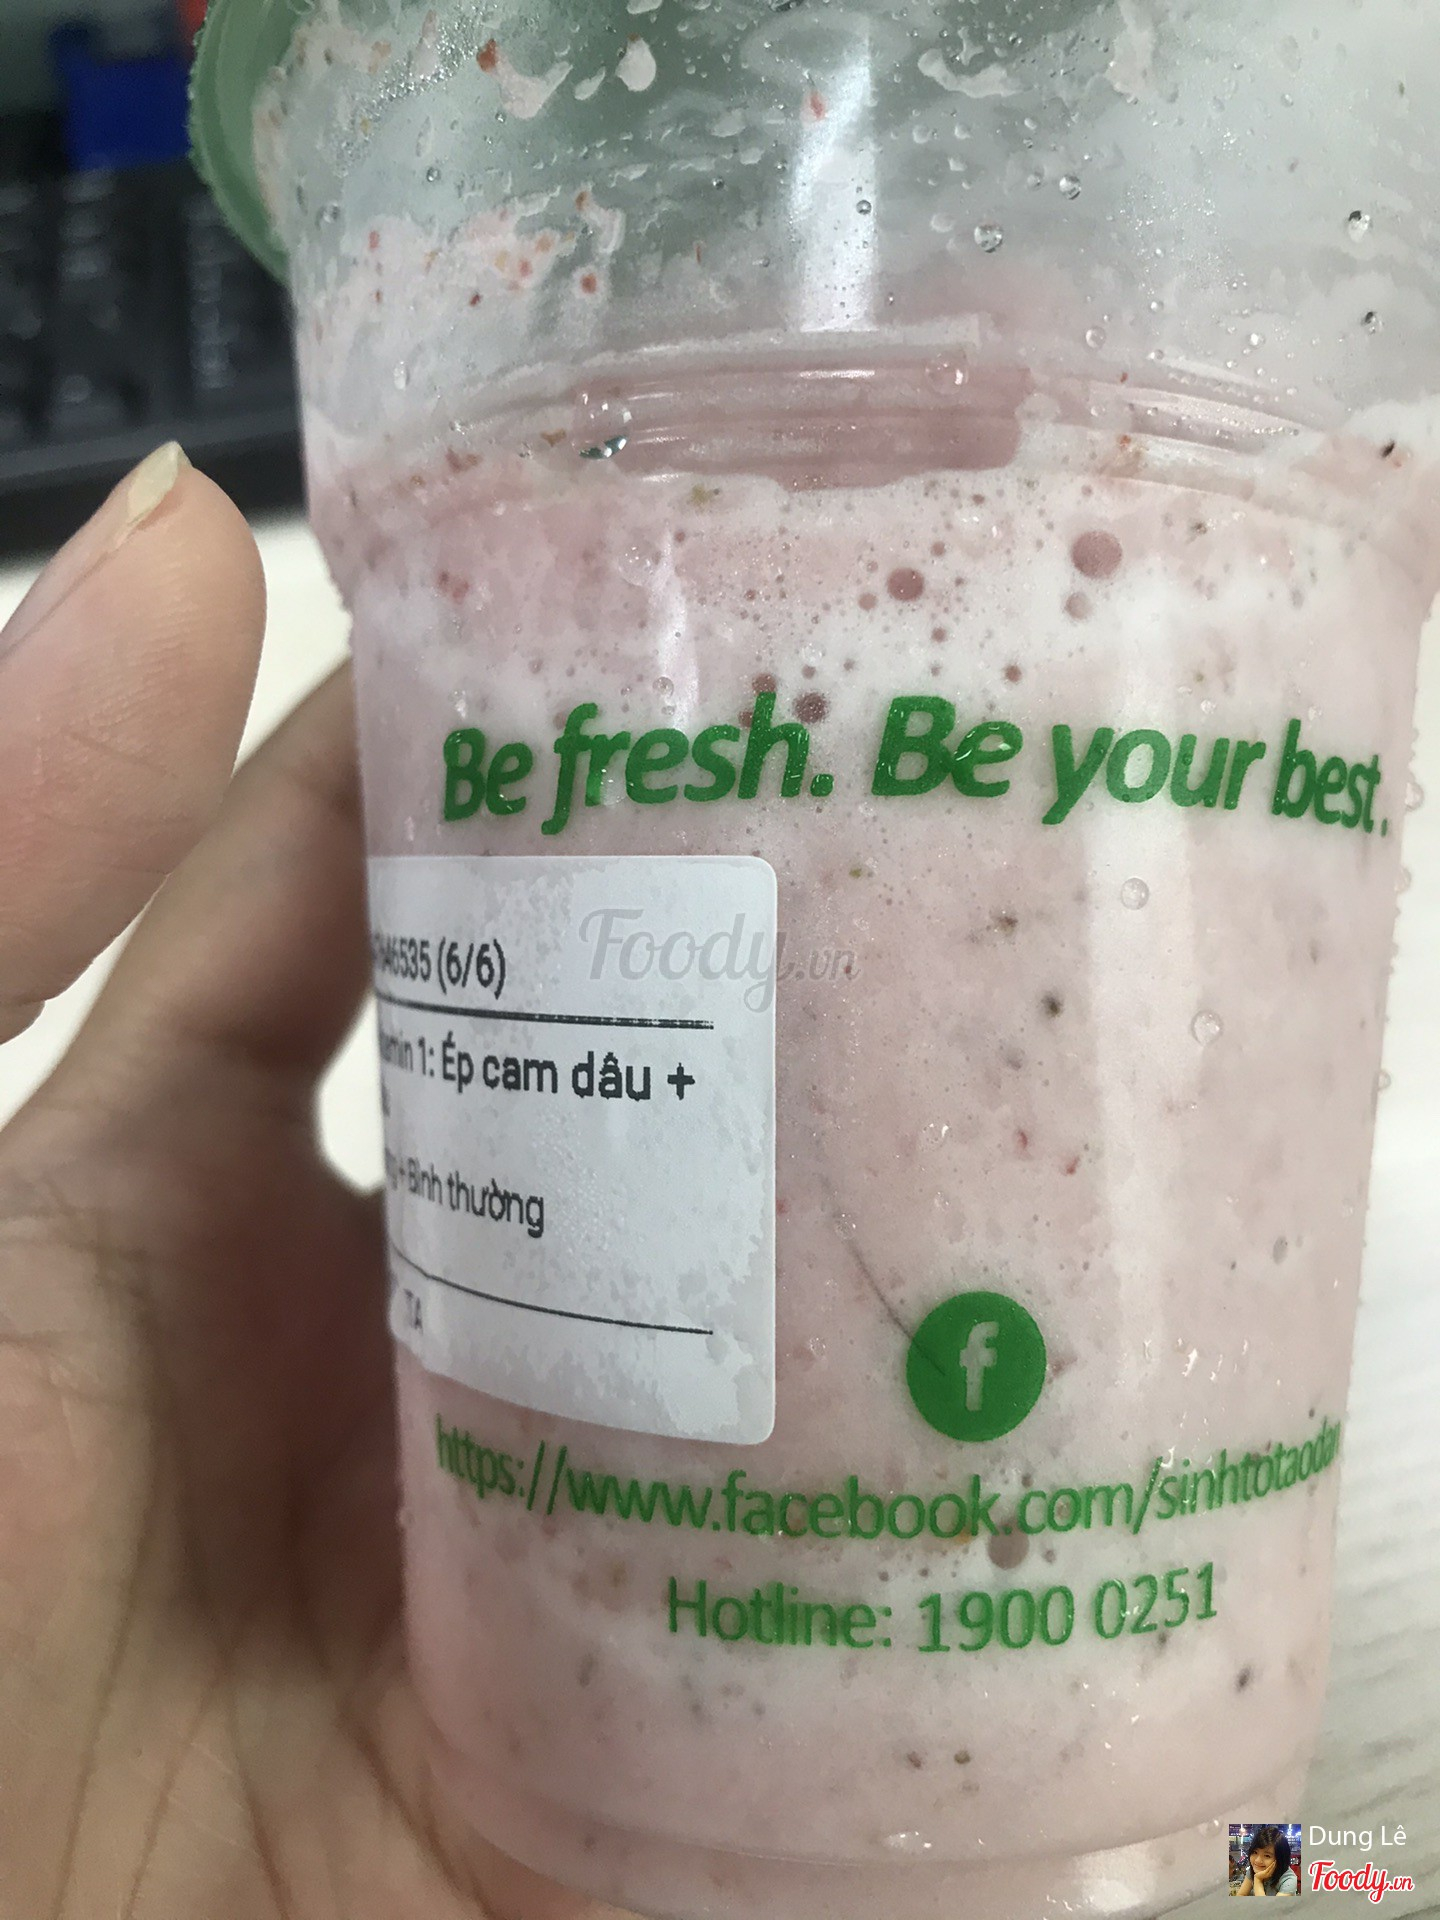 Be fresh. Be your best.
46535 (6/6)
1: Ép cam dâu +
+ Bình thường
TA
Foody.vn
f
https://www.facebook.com/sinhtotaodan
Hotline: 1900 0251
Dung Lê
Foody.vn